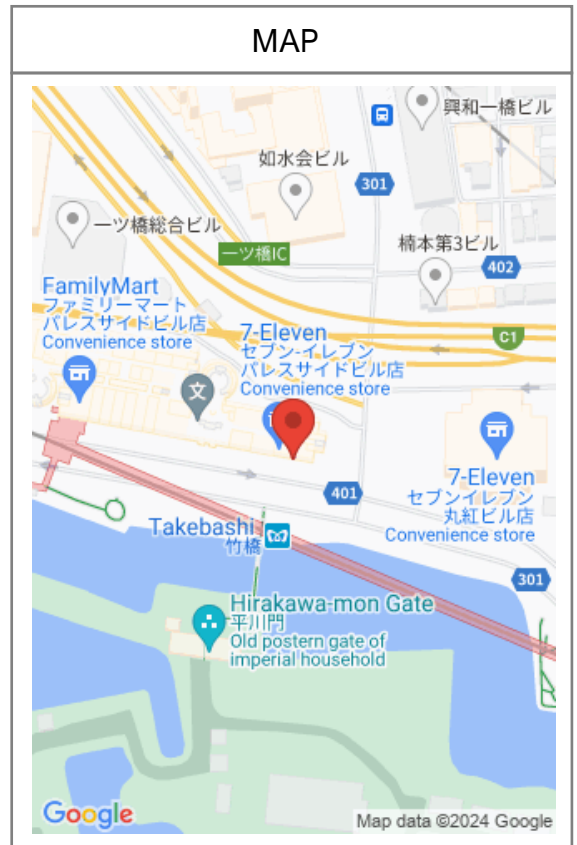 MAP
興和一橋ビル
如水会ビル
301
一ツ橋総合ビル
楠本第3ビル
一ツ橋IC
402
FamilyMart
ファミリーマート
パレスサイドビル店
Convenience store
7-Eleven
セブン-イレブン
パレスサイドビル店
Convenience store
C1
文
7-Eleven
セブンイレブン
丸紅ビル店
Convenience store
401
Takebashi
竹橋
301
Hirakawa-mon Gate
平川門
Old postern gate of
imperial household
Google
Map data ©2024 Google